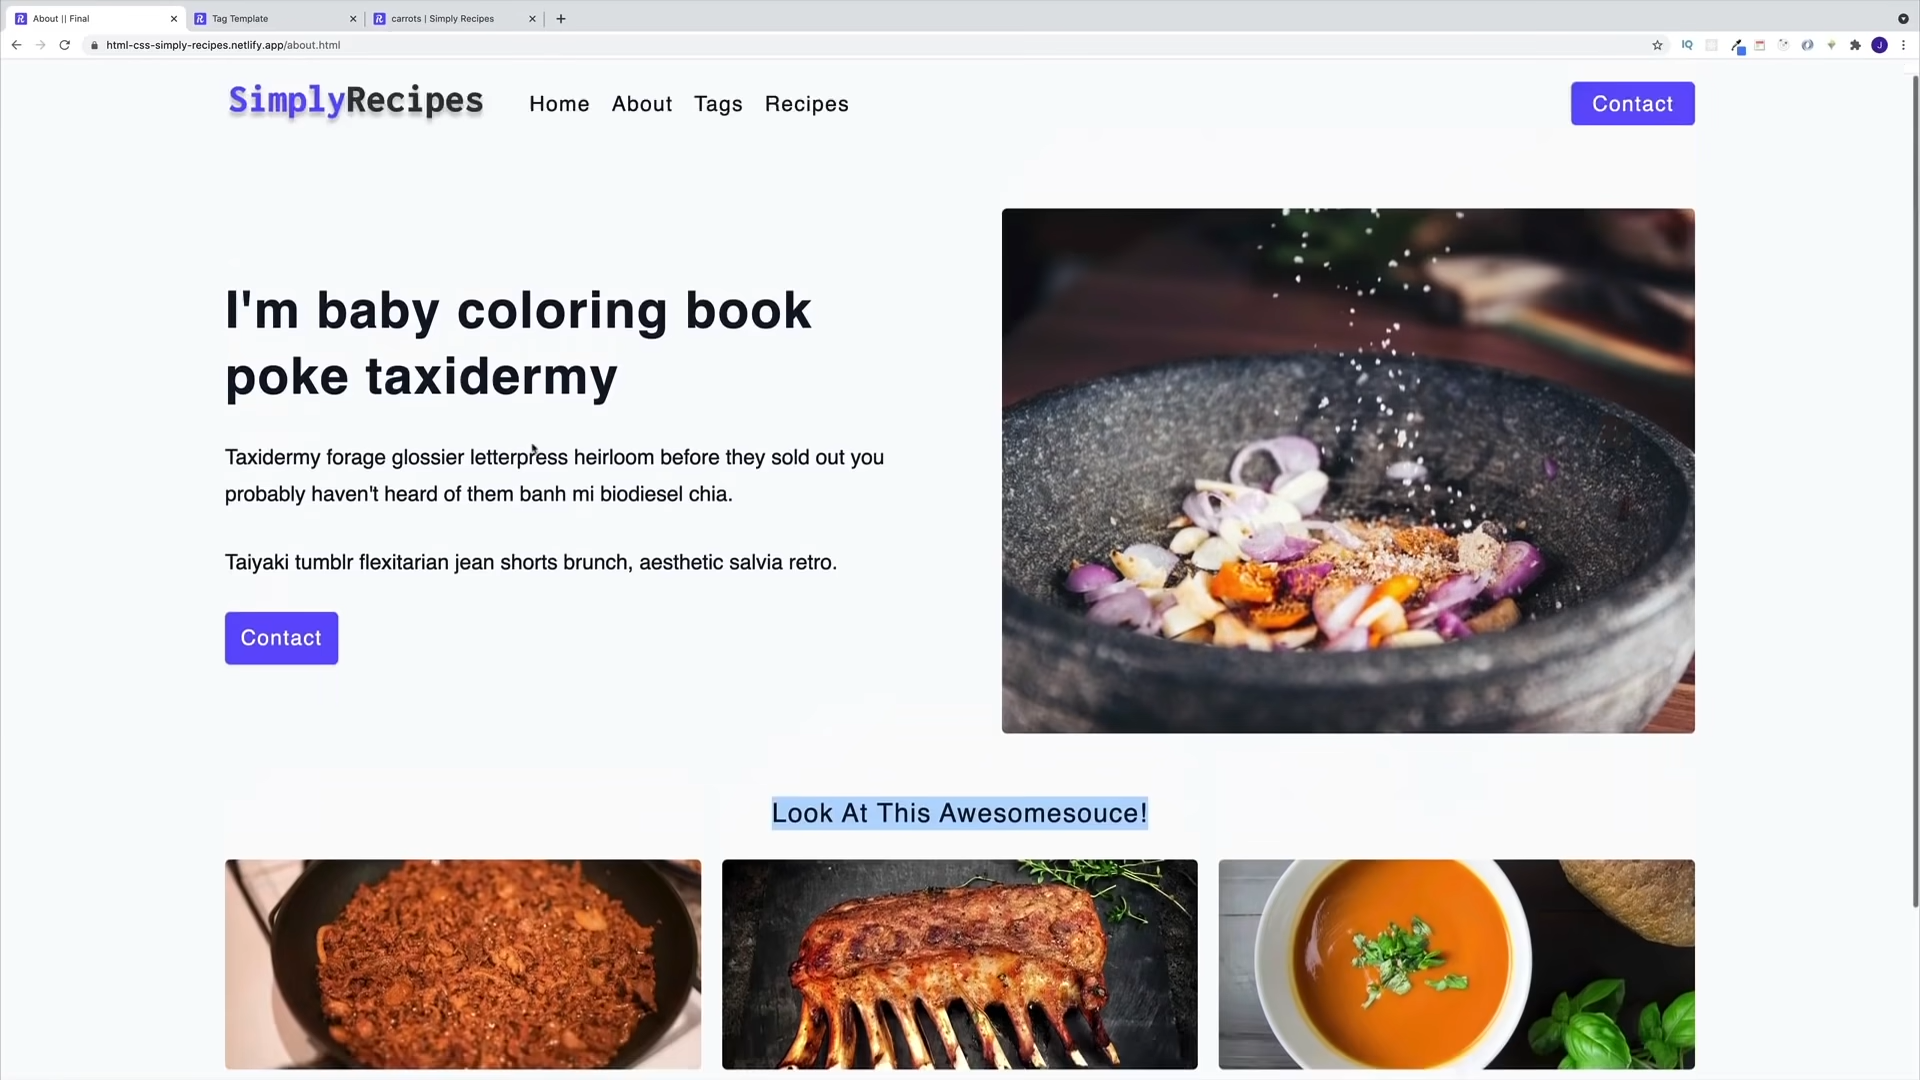 About || Final
Tag Template
carrots | Simply Recipes
html-css-simply-recipes.netlify.app/about.html
IQ
J
SimplyRecipes
Home
About
Tags
Recipes
Contact
I'm baby coloring book
poke taxidermy
Taxidermy forage glossier letterpress heirloom before they sold out you
probably haven't heard of them banh mi biodiesel chia.
Taiyaki tumblr flexitarian jean shorts brunch, aesthetic salvia retro.
Contact
Look At This Awesomesouce!